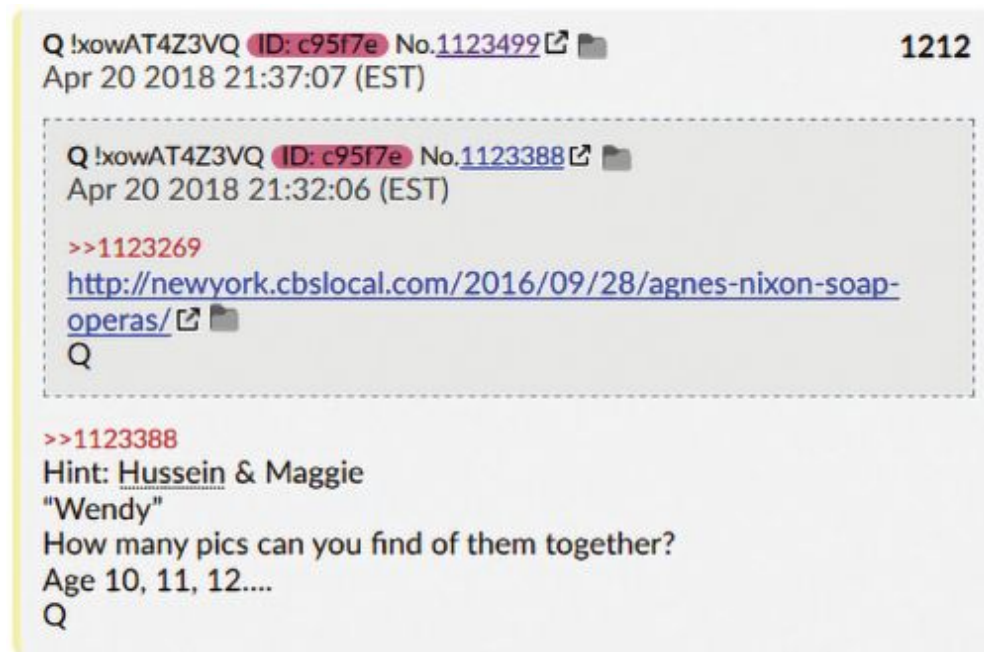 Q !xowAT4Z3VQ ID: c95f7e No.1123499
1212
Apr 20 2018 21:37:07 (EST)
Q !xowAT4Z3VQ ID: c95f7e No.1123388
Apr 20 2018 21:32:06 (EST)
>>1123269
http://newyork.cbslocal.com/2016/09/28/agnes-nixon-soap-
operas/
Q
>>1123388
Hint: Hussein & Maggie
“Wendy”
How many pics can you find of them together?
Age 10, 11, 12....
Q